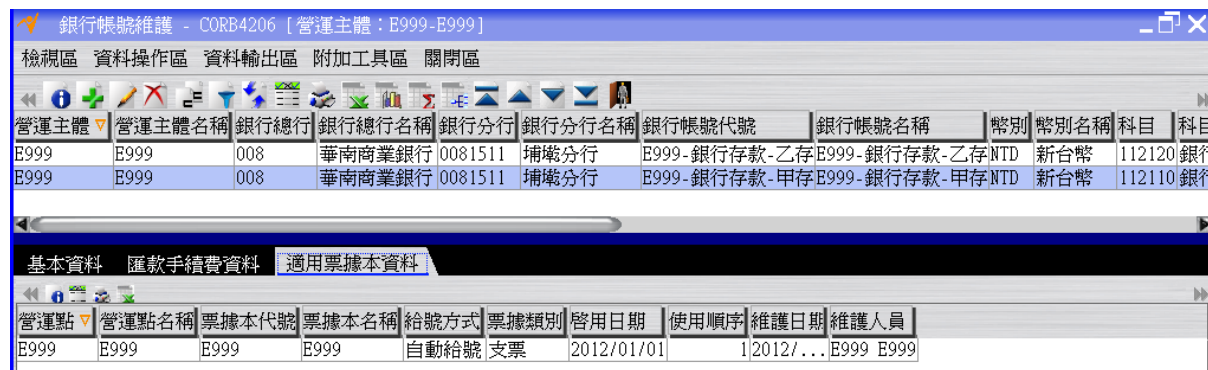 銀行帳號維護 - CORB4206 [營運主體:E999-E999]
檢視區 資料操作區 資料輸出區 附加工具區 關閉區
營運主體 營運主體名稱 銀行總行 銀行總行名稱 銀行分行 銀行分行名稱 銀行帳號代號 銀行帳號名稱 幣別 幣別名稱 科目 科目
E999 E999 008 華南商業銀行 0081511 埔墘分行 E999-銀行存款-乙存 E999-銀行存款-乙存 NTD 新台幣 112120 銀行
E999 E999 008 華南商業銀行 0081511 埔墘分行 E999-銀行存款-甲存 E999-銀行存款-甲存 NTD 新台幣 112110 銀行
基本資料 匯款手續費資料 適用票據本資料
營運點 營運點名稱 票據本代號 票據本名稱 給號方式 票據類別 啓用日期 使用順序 維護日期 維護人員
E999 E999 E999 E999 自動給號 支票 2012/01/01 1 2012/... E999 E999